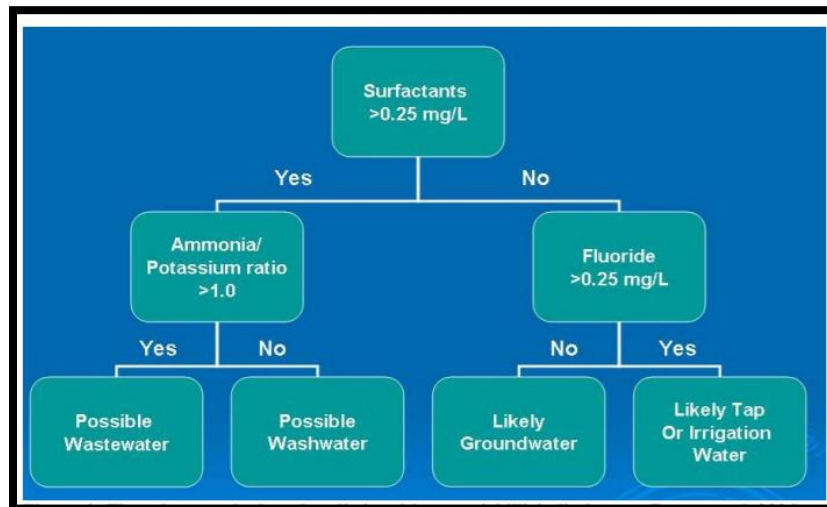 Surfactants
>0.25 mg/L
Yes
No
Ammonia/
Potassium ratio
>1.0
Fluoride
>0.25 mg/L
Yes
No
No
Yes
Possible
Wastewater
Possible
Washwater
Likely
Groundwater
Likely Tap
Or Irrigation
Water